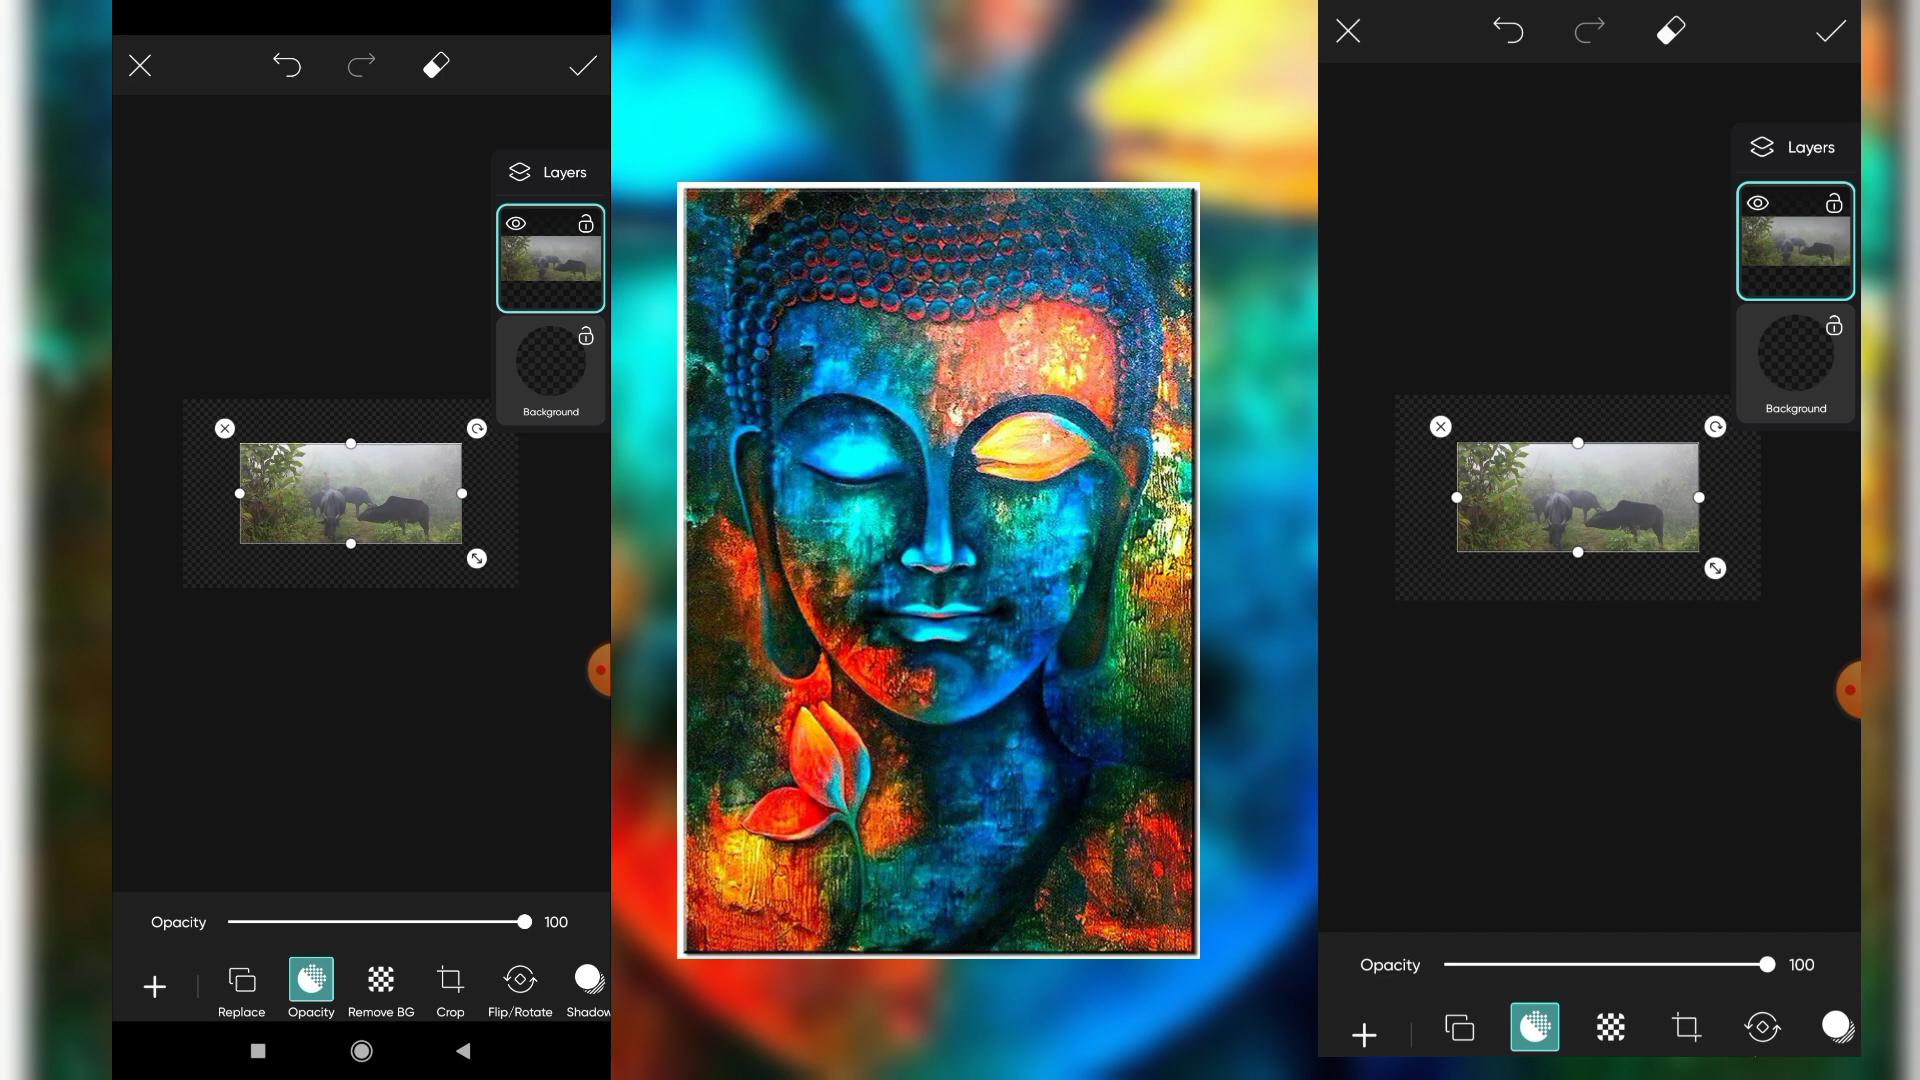 Layers
Background
Opacity 100
Replace Opacity Remove BG Crop Flip/Rotate Shadow
Layers
Background
Opacity 100